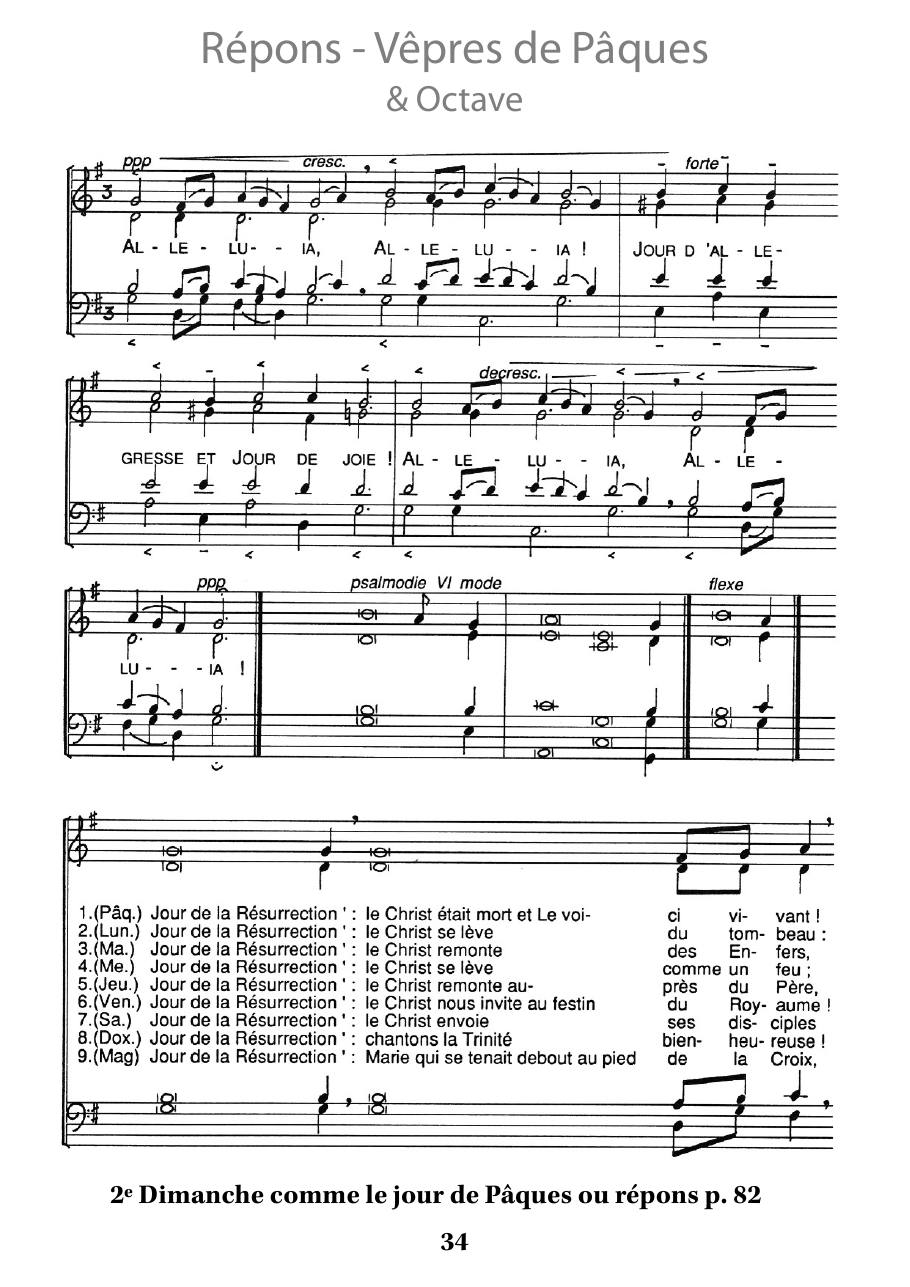 Répons - Vêpres de Pâques
& Octave
ppp cresc. forte
3
AL - LE - LU - - IA, AL - LE - LU - - IA ! JOUR D 'AL - LE -
3
decresc.
GRESSE ET JOUR DE JOIE ! AL - LE - LU - - IA, AL - LE -
ppp psalmodie VI mode flexe
LU - - - IA !
1.(Pâq.) Jour de la Résurrection ' : le Christ était mort et Le voi- ci vi- vant !
2.(Lun.) Jour de la Résurrection ' : le Christ se lève du tom- beau :
3.(Ma.) Jour de la Résurrection ' : le Christ remonte des En- fers,
4.(Me.) Jour de la Résurrection ' : le Christ se lève comme un feu ;
5.(Jeu.) Jour de la Résurrection ' : le Christ remonte au- près du Père,
6.(Ven.) Jour de la Résurrection ' : le Christ nous invite au festin du Roy- aume !
7.(Sa.) Jour de la Résurrection ' : le Christ envoie ses dis- ciples
8.(Dox.) Jour de la Résurrection ' : chantons la Trinité bien- heu- reuse !
9.(Mag) Jour de la Résurrection ' : Marie qui se tenait debout au pied de la Croix,
2e Dimanche comme le jour de Pâques ou répons p. 82
34